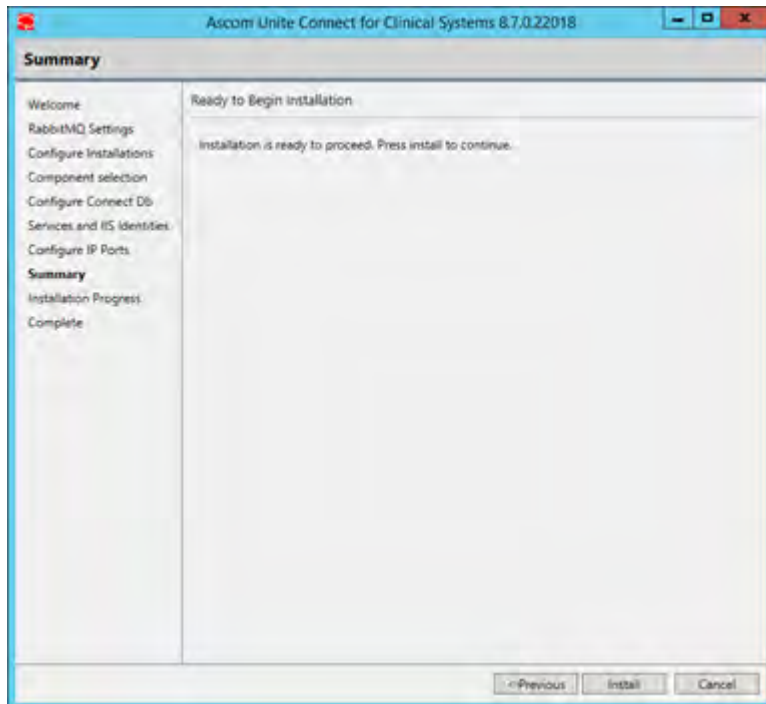 Ascom Unite Connect for Clinical Systems 8.7.0.22018
Summary
Welcome
RabbitMQ Settings
Configure Installations
Component selection
Configure Connect Db
Services and IIS Identities
Configure IP Ports
Summary
Installation Progress
Complete
Ready to Begin Installation
Installation is ready to proceed. Press install to continue.
<Previous
Install
Cancel